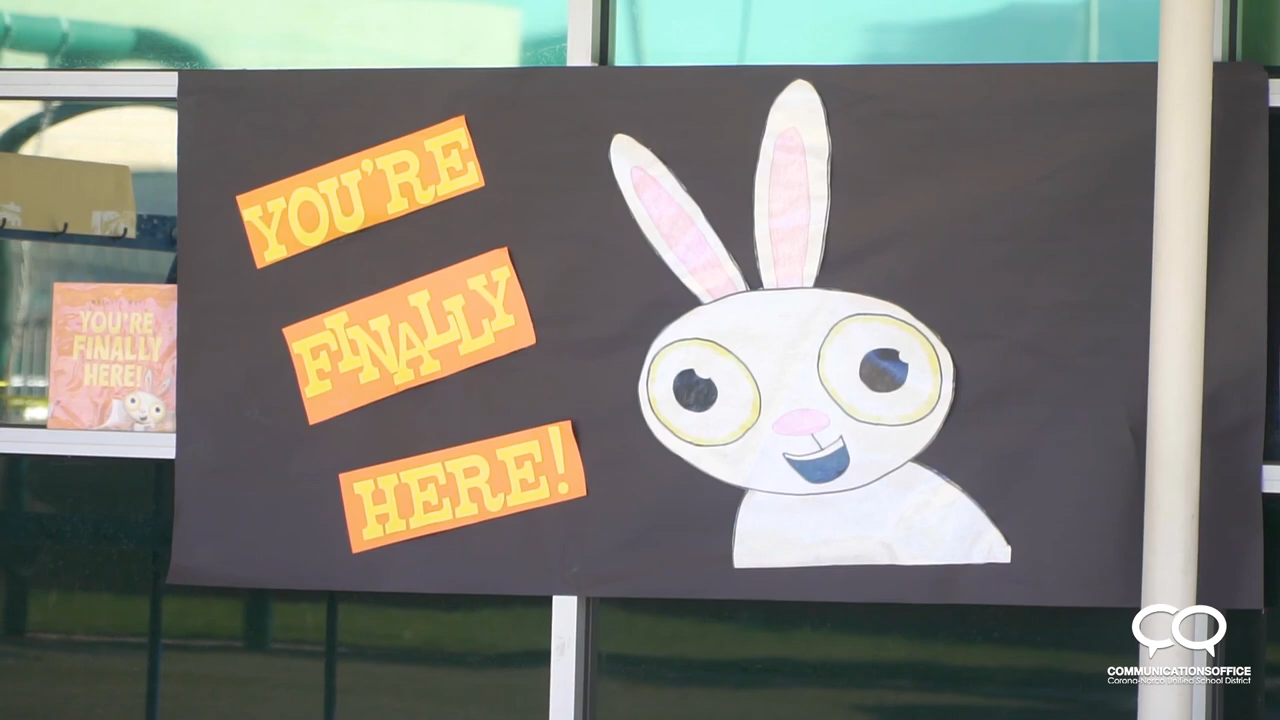 YOU'RE
FINALLY
HERE!
YOU'RE
FINALLY
HERE!
COMMUNICATIONSOFFICE
Corona-Norco Unified School District